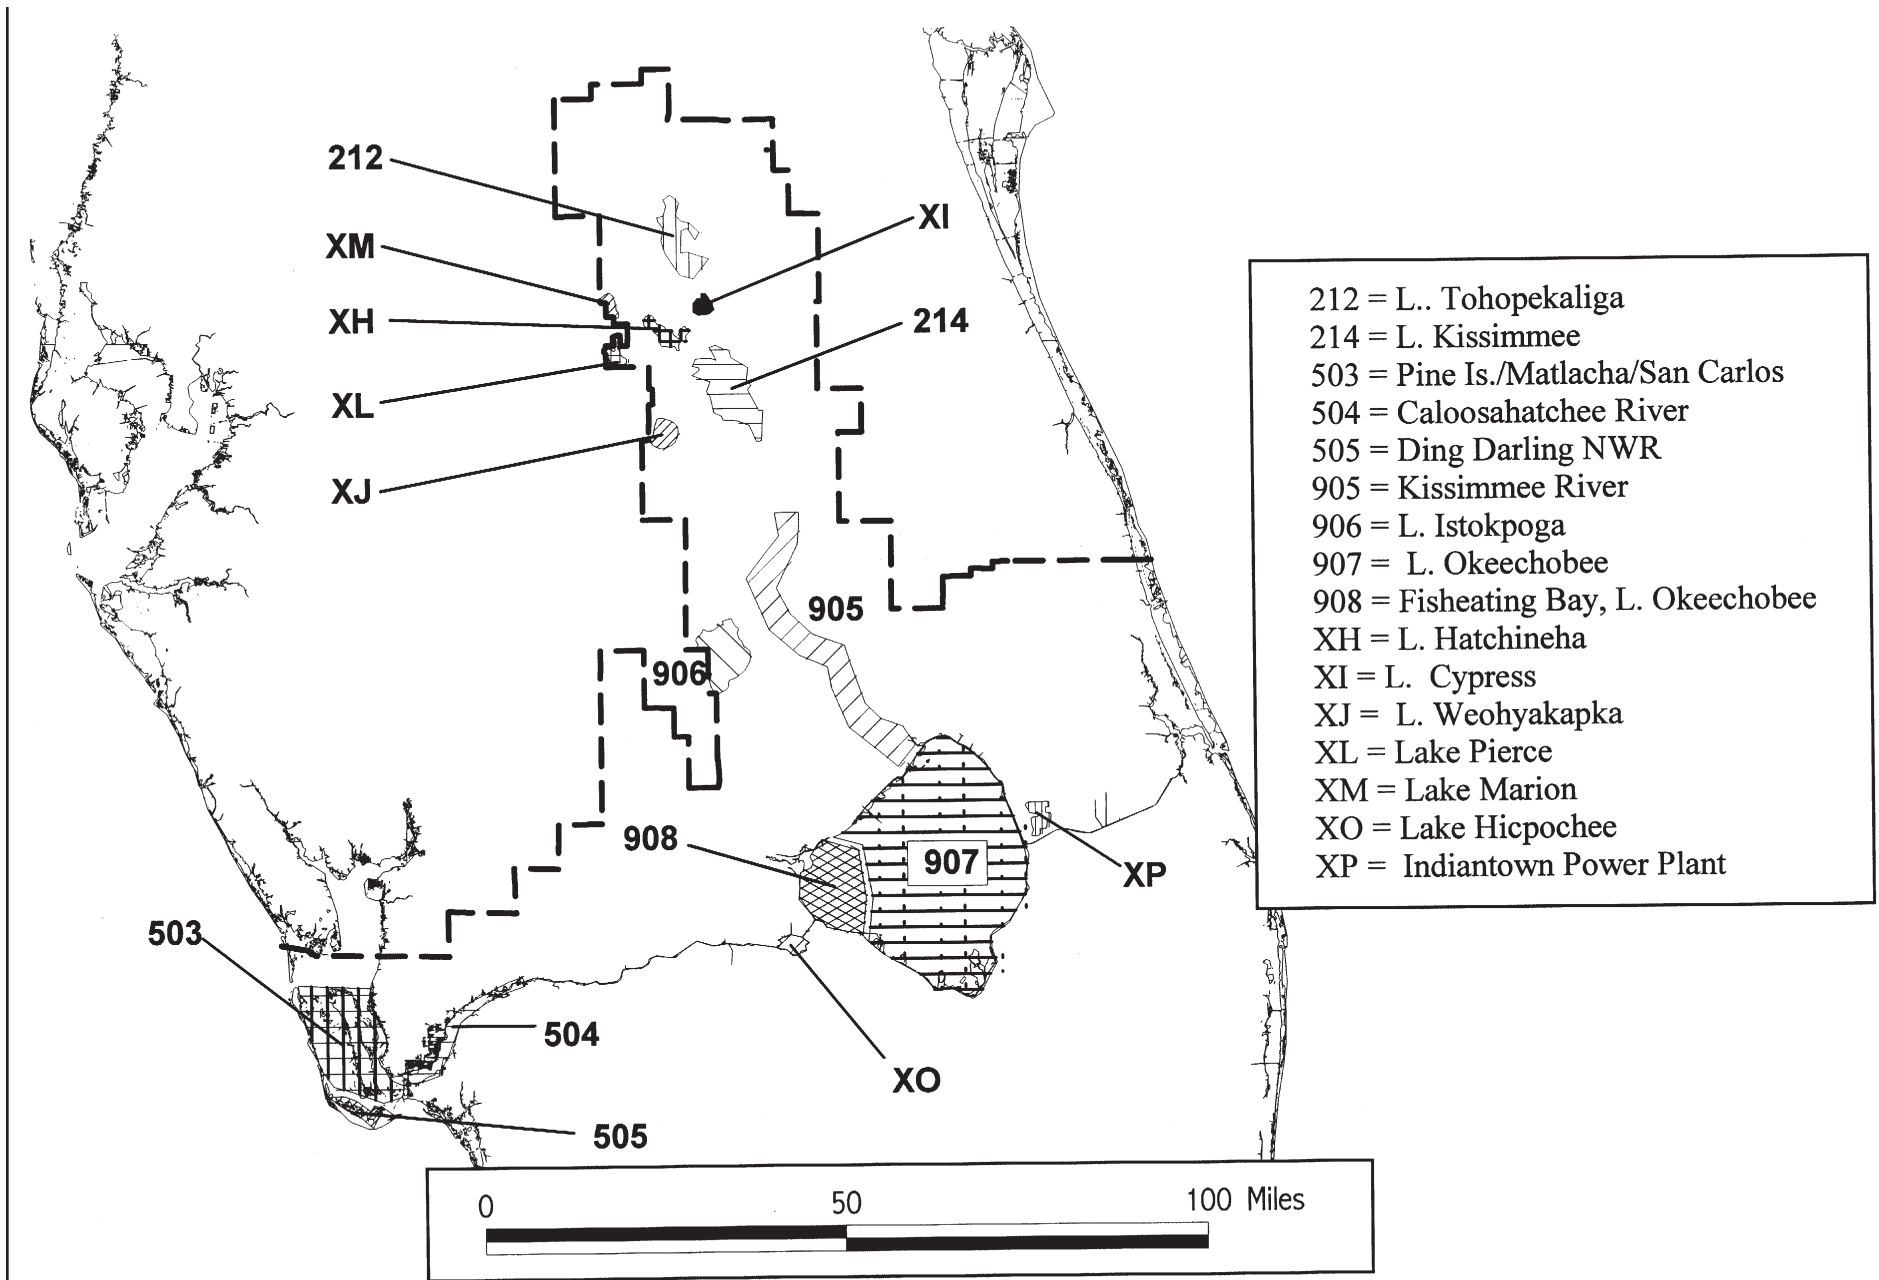 212
XM
XH
XL
XJ
XI
214
905
906
908
907
XP
503
504
XO
505
212 = L.. Tohopekaliga
214 = L. Kissimmee
503 = Pine Is./Matlacha/San Carlos
504 = Caloosahatchee River
505 = Ding Darling NWR
905 = Kissimmee River
906 = L. Istokpoga
907 = L. Okeechobee
908 = Fisheating Bay, L. Okeechobee
XH = L. Hatchineha
XI = L. Cypress
XJ = L. Weohyakapka
XL = Lake Pierce
XM = Lake Marion
XO = Lake Hicpochee
XP = Indiantown Power Plant
0 50 100 Miles